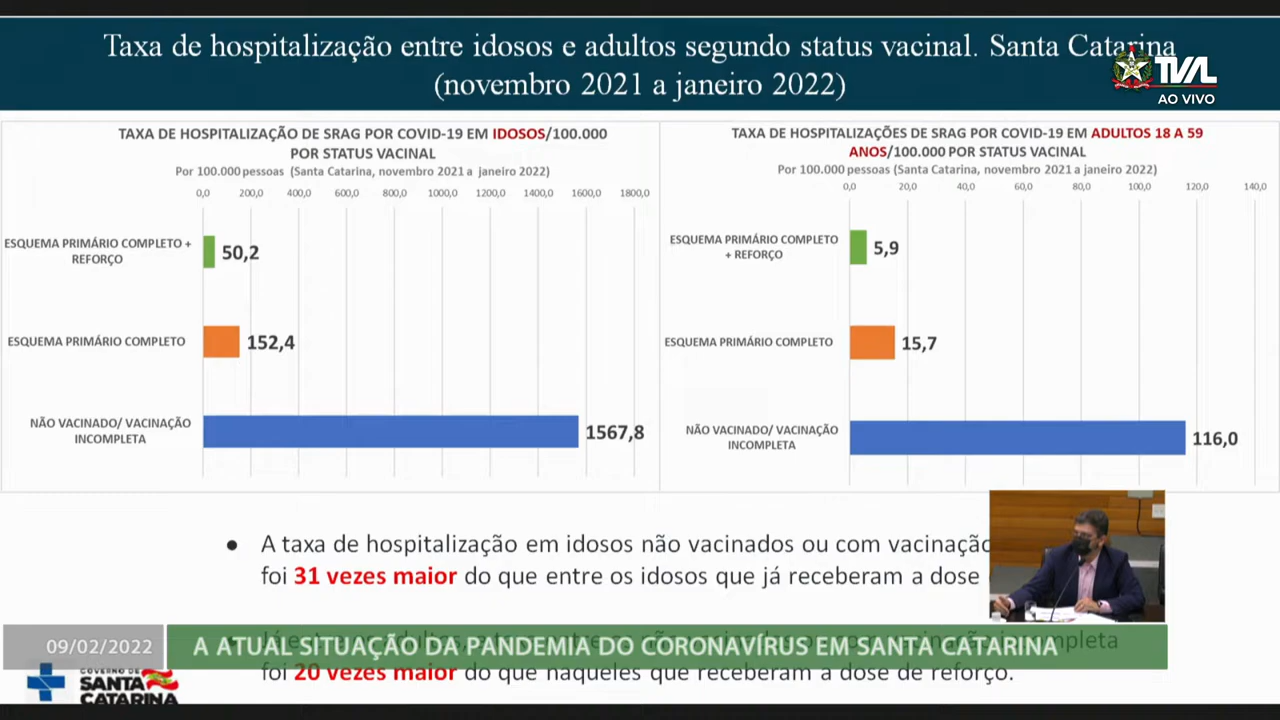 Taxa de hospitalização entre idosos e adultos segundo status vacinal. Santa Catarina
(novembro 2021 a janeiro 2022)
TVAL
AO VIVO
TAXA DE HOSPITALIZAÇÃO DE SRAG POR COVID-19 EM IDOSOS/100.000
POR STATUS VACINAL
Por 100.000 pessoas (Santa Catarina, novembro 2021 a janeiro 2022)
0,0 200,0 400,0 600,0 800,0 1000,0 1200,0 1400,0 1600,0 1800,0
ESQUEMA PRIMÁRIO COMPLETO +
REFORÇO
50,2
ESQUEMA PRIMÁRIO COMPLETO
152,4
NÃO VACINADO/ VACINAÇÃO
INCOMPLETA
1567,8
TAXA DE HOSPITALIZAÇÕES DE SRAG POR COVID-19 EM ADULTOS 18 A 59
ANOS/100.000 POR STATUS VACINAL
Por 100.000 pessoas (Santa Catarina, novembro 2021 a janeiro 2022)
0,0 20,0 40,0 60,0 80,0 100,0 120,0 140,0
ESQUEMA PRIMÁRIO COMPLETO
+ REFORÇO
5,9
ESQUEMA PRIMÁRIO COMPLETO
15,7
NÃO VACINADO/ VACINAÇÃO
INCOMPLETA
116,0
• A taxa de hospitalização em idosos não vacinados ou com vacinação
foi 31 vezes maior do que entre os idosos que já receberam a dose
09/02/2022
A ATUAL SITUAÇÃO DA PANDEMIA DO CORONAVÍRUS EM SANTA CATARINA
foi 20 vezes maior do que naqueles que receberam a dose de reforço.
GOVERNO DE
SANTA
CATARINA